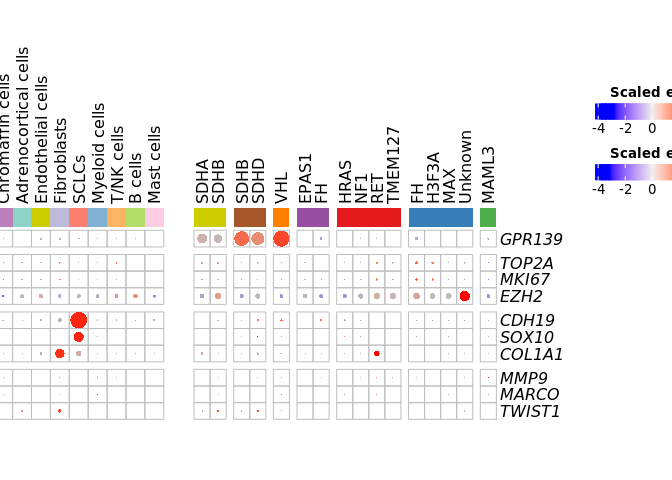 Chromaffin cells
Adrenocortical cells
Endothelial cells
Fibroblasts
SCLCs
Myeloid cells
T/NK cells
B cells
Mast cells
SDHA
SDHB
SDHB
SDHD
VHL
EPAS1
FH
HRAS
NF1
RET
TMEM127
FH
H3F3A
MAX
Unknown
MAML3
GPR139
TOP2A
MKI67
EZH2
CDH19
SOX10
COL1A1
MMP9
MARCO
TWIST1
Scaled e
-4 -2 0
Scaled e
-4 -2 0